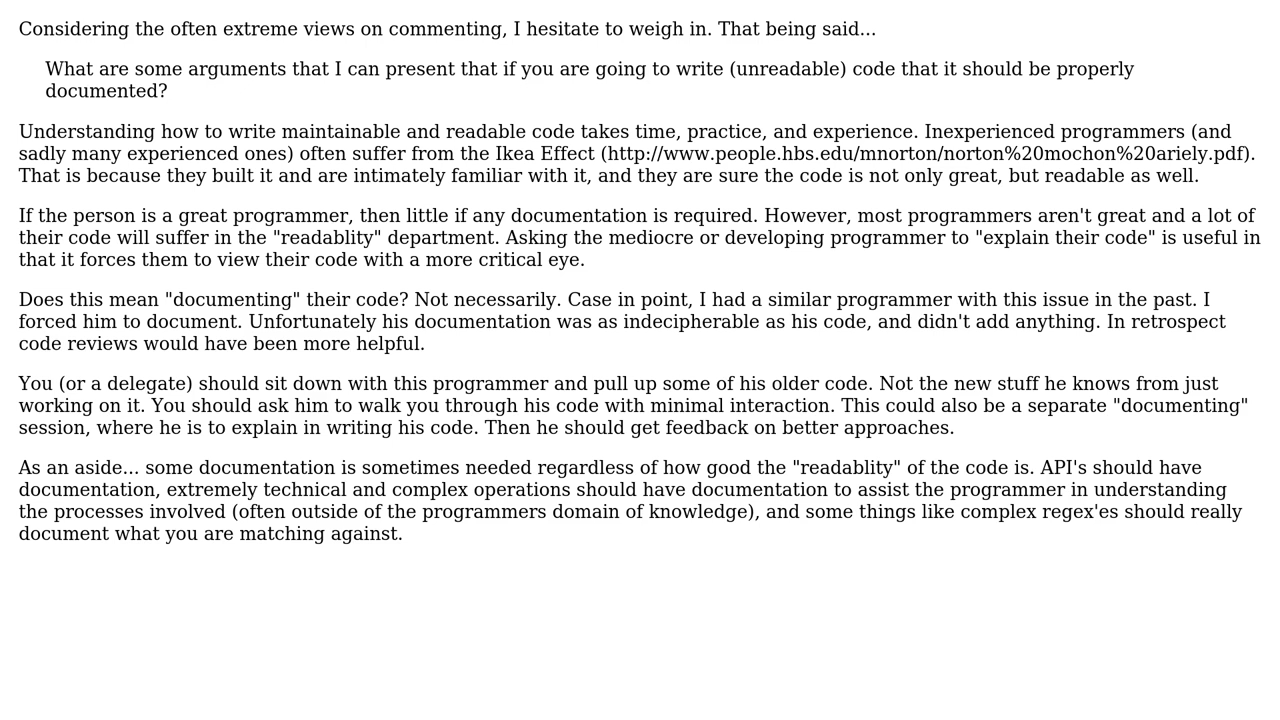 Considering the often extreme views on commenting, I hesitate to weigh in. That being said...
What are some arguments that I can present that if you are going to write (unreadable) code that it should be properly
documented?
Understanding how to write maintainable and readable code takes time, practice, and experience. Inexperienced programmers (and
sadly many experienced ones) often suffer from the Ikea Effect (http://www.people.hbs.edu/mnorton/norton%20mochon%20ariely.pdf).
That is because they built it and are intimately familiar with it, and they are sure the code is not only great, but readable as well.
If the person is a great programmer, then little if any documentation is required. However, most programmers aren't great and a lot of
their code will suffer in the "readablity" department. Asking the mediocre or developing programmer to "explain their code" is useful in
that it forces them to view their code with a more critical eye.
Does this mean "documenting" their code? Not necessarily. Case in point, I had a similar programmer with this issue in the past. I
forced him to document. Unfortunately his documentation was as indecipherable as his code, and didn't add anything. In retrospect
code reviews would have been more helpful.
You (or a delegate) should sit down with this programmer and pull up some of his older code. Not the new stuff he knows from just
working on it. You should ask him to walk you through his code with minimal interaction. This could also be a separate "documenting"
session, where he is to explain in writing his code. Then he should get feedback on better approaches.
As an aside... some documentation is sometimes needed regardless of how good the "readablity" of the code is. API's should have
documentation, extremely technical and complex operations should have documentation to assist the programmer in understanding
the processes involved (often outside of the programmers domain of knowledge), and some things like complex regex'es should really
document what you are matching against.